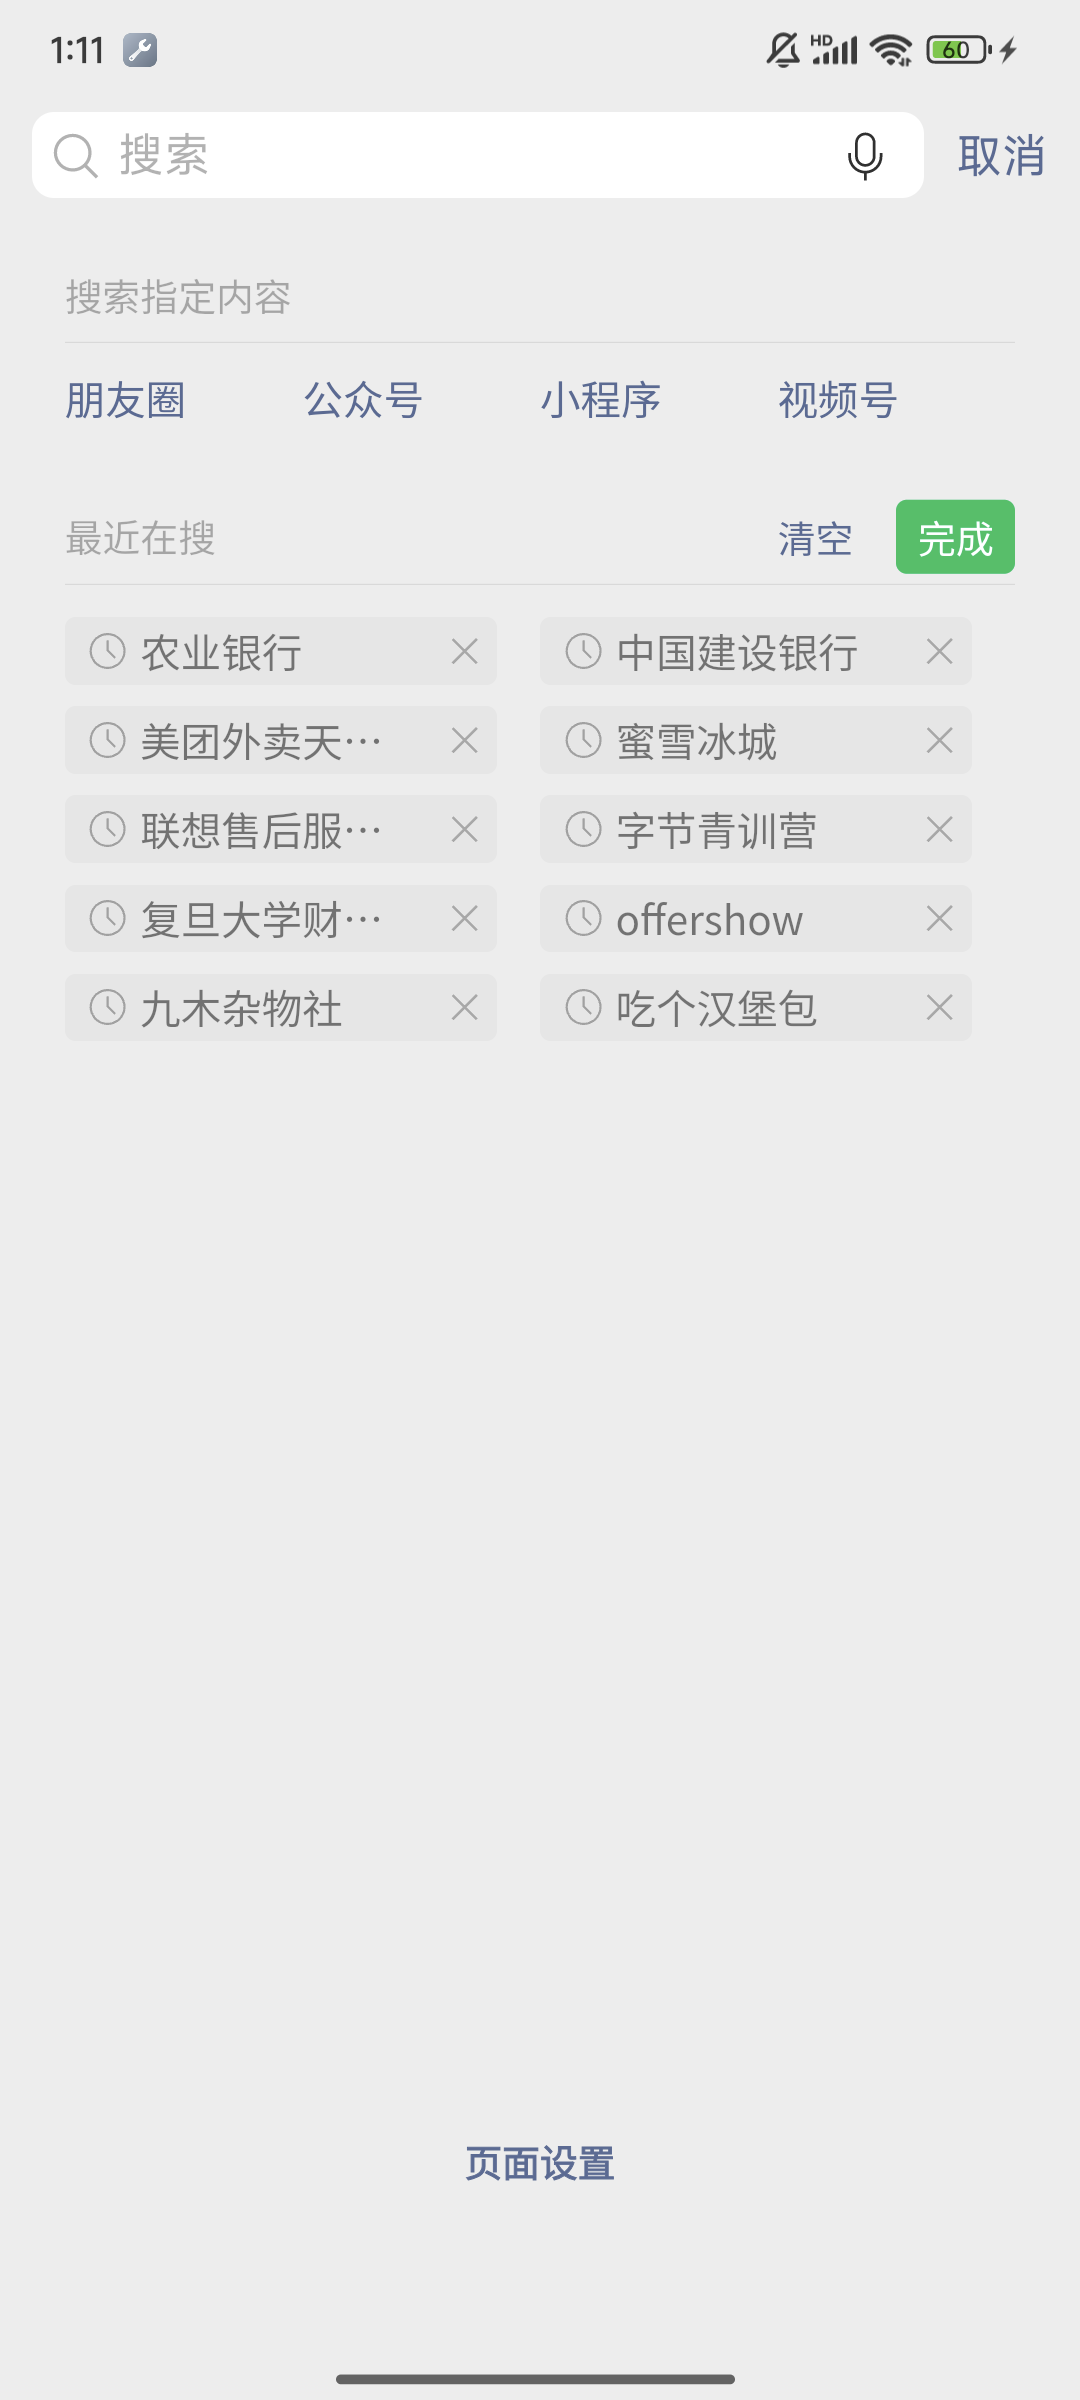 1:11 HD 60
搜索 取消
搜索指定内容
朋友圈 公众号 小程序 视频号
最近在搜 清空 完成
农业银行 中国建设银行
美团外卖天… 蜜雪冰城
联想售后服… 字节青训营
复旦大学财… offershow
九木杂物社 吃个汉堡包
页面设置